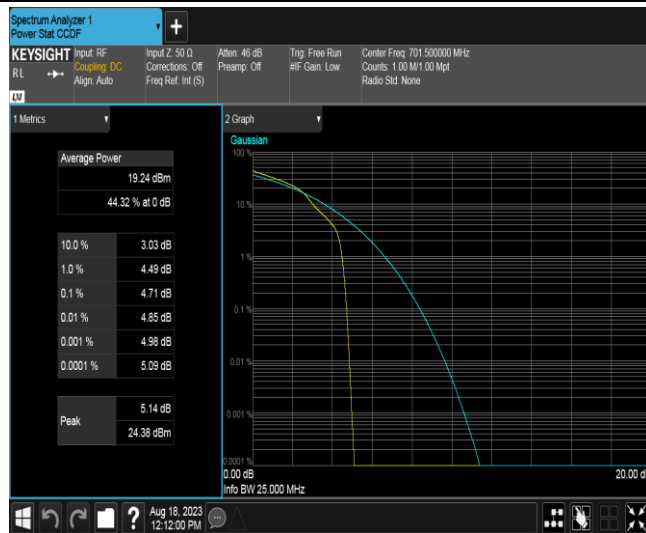 Spectrum Analyzer 1
Power Stat CCDF
KEYSIGHT
RL
Input: RF
Coupling: DC
Align: Auto
Input Z: 50 Ω
Corrections: Off
Freq Ref: Int (S)
Atten: 46 dB
Preamp: Off
Trig: Free Run
#IF Gain: Low
Center Freq: 701.500000 MHz
Counts: 1.00 M/1.00 Mpt
Radio Std: None
1 Metrics
Average Power
19.24 dBm
44.32 % at 0 dB
10.0 % 3.03 dB
1.0 % 4.49 dB
0.1 % 4.71 dB
0.01 % 4.85 dB
0.001 % 4.98 dB
0.0001 % 5.09 dB
Peak
5.14 dB
24.38 dBm
2 Graph
Gaussian
100 %
10 %
1 %
0.1 %
0.01 %
0.001 %
0.0001 %
0.00 dB
20.00 d
Info BW 25.000 MHz
?
Aug 18, 2023
12:12:00 PM